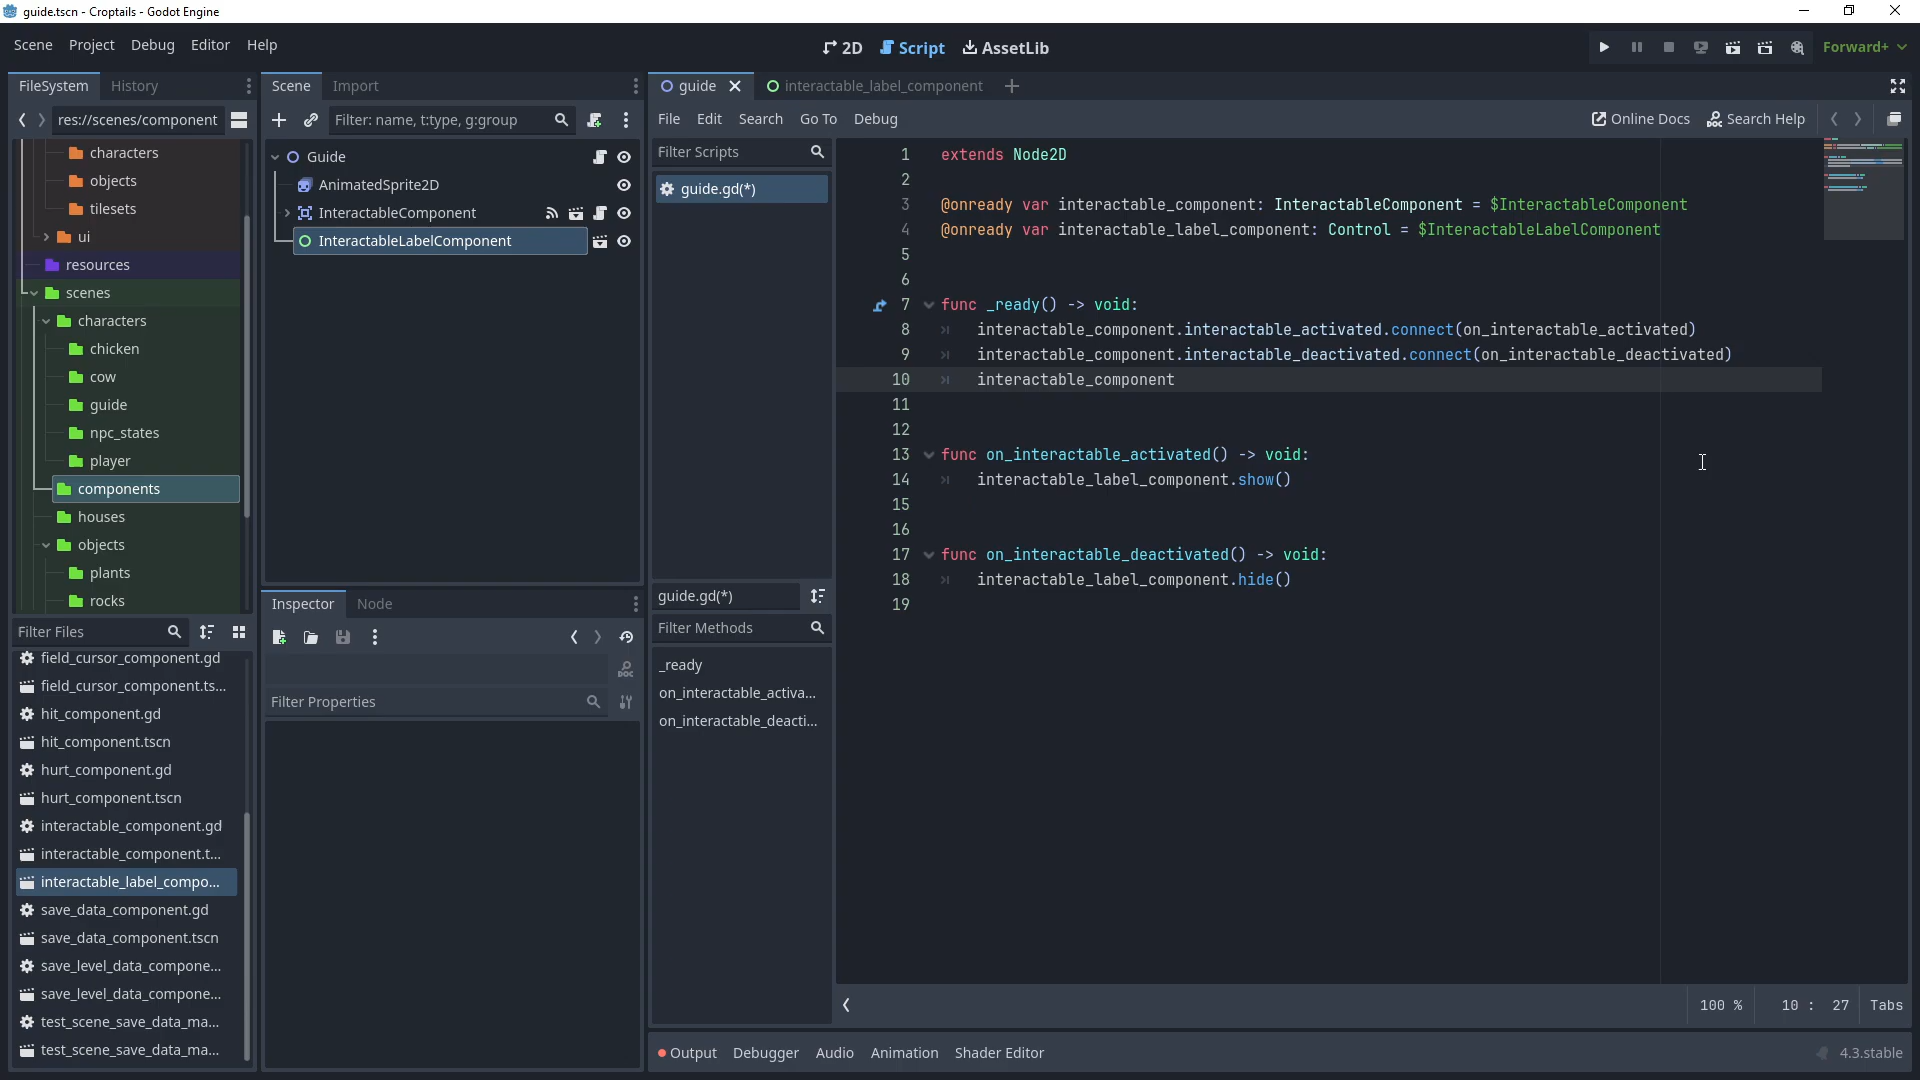 guide.tscn - Croptails - Godot Engine
Scene Project Debug Editor Help
2D Script AssetLib
Forward+
FileSystem History
res://scenes/component
characters
objects
tilesets
ui
resources
scenes
characters
chicken
cow
guide
npc_states
player
components
houses
objects
plants
rocks
Filter Files
field_cursor_component.gd
field_cursor_component.ts...
hit_component.gd
hit_component.tscn
hurt_component.gd
hurt_component.tscn
interactable_component.gd
interactable_component.t...
interactable_label_compo...
save_data_component.gd
save_data_component.tscn
save_level_data_compone...
save_level_data_compone...
test_scene_save_data_ma...
test_scene_save_data_ma...
Scene Import
Filter: name, t:type, g:group
Guide
AnimatedSprite2D
InteractableComponent
InteractableLabelComponent
Inspector Node
Filter Properties
guide interactable_label_component
File Edit Search Go To Debug
Online Docs Search Help
Filter Scripts
guide.gd(*)
guide.gd(*)
Filter Methods
_ready
on_interactable_activa...
on_interactable_deacti...
1 extends Node2D
2
3 @onready var interactable_component: InteractableComponent = $InteractableComponent
4 @onready var interactable_label_component: Control = $InteractableLabelComponent
5
6
7 func _ready() -> void:
8 interactable_component.interactable_activated.connect(on_interactable_activated)
9 interactable_component.interactable_deactivated.connect(on_interactable_deactivated)
10 interactable_component
11
12
13 func on_interactable_activated() -> void:
14 interactable_label_component.show()
15
16
17 func on_interactable_deactivated() -> void:
18 interactable_label_component.hide()
19
100 % 10 : 27 Tabs
Output Debugger Audio Animation Shader Editor
4.3.stable